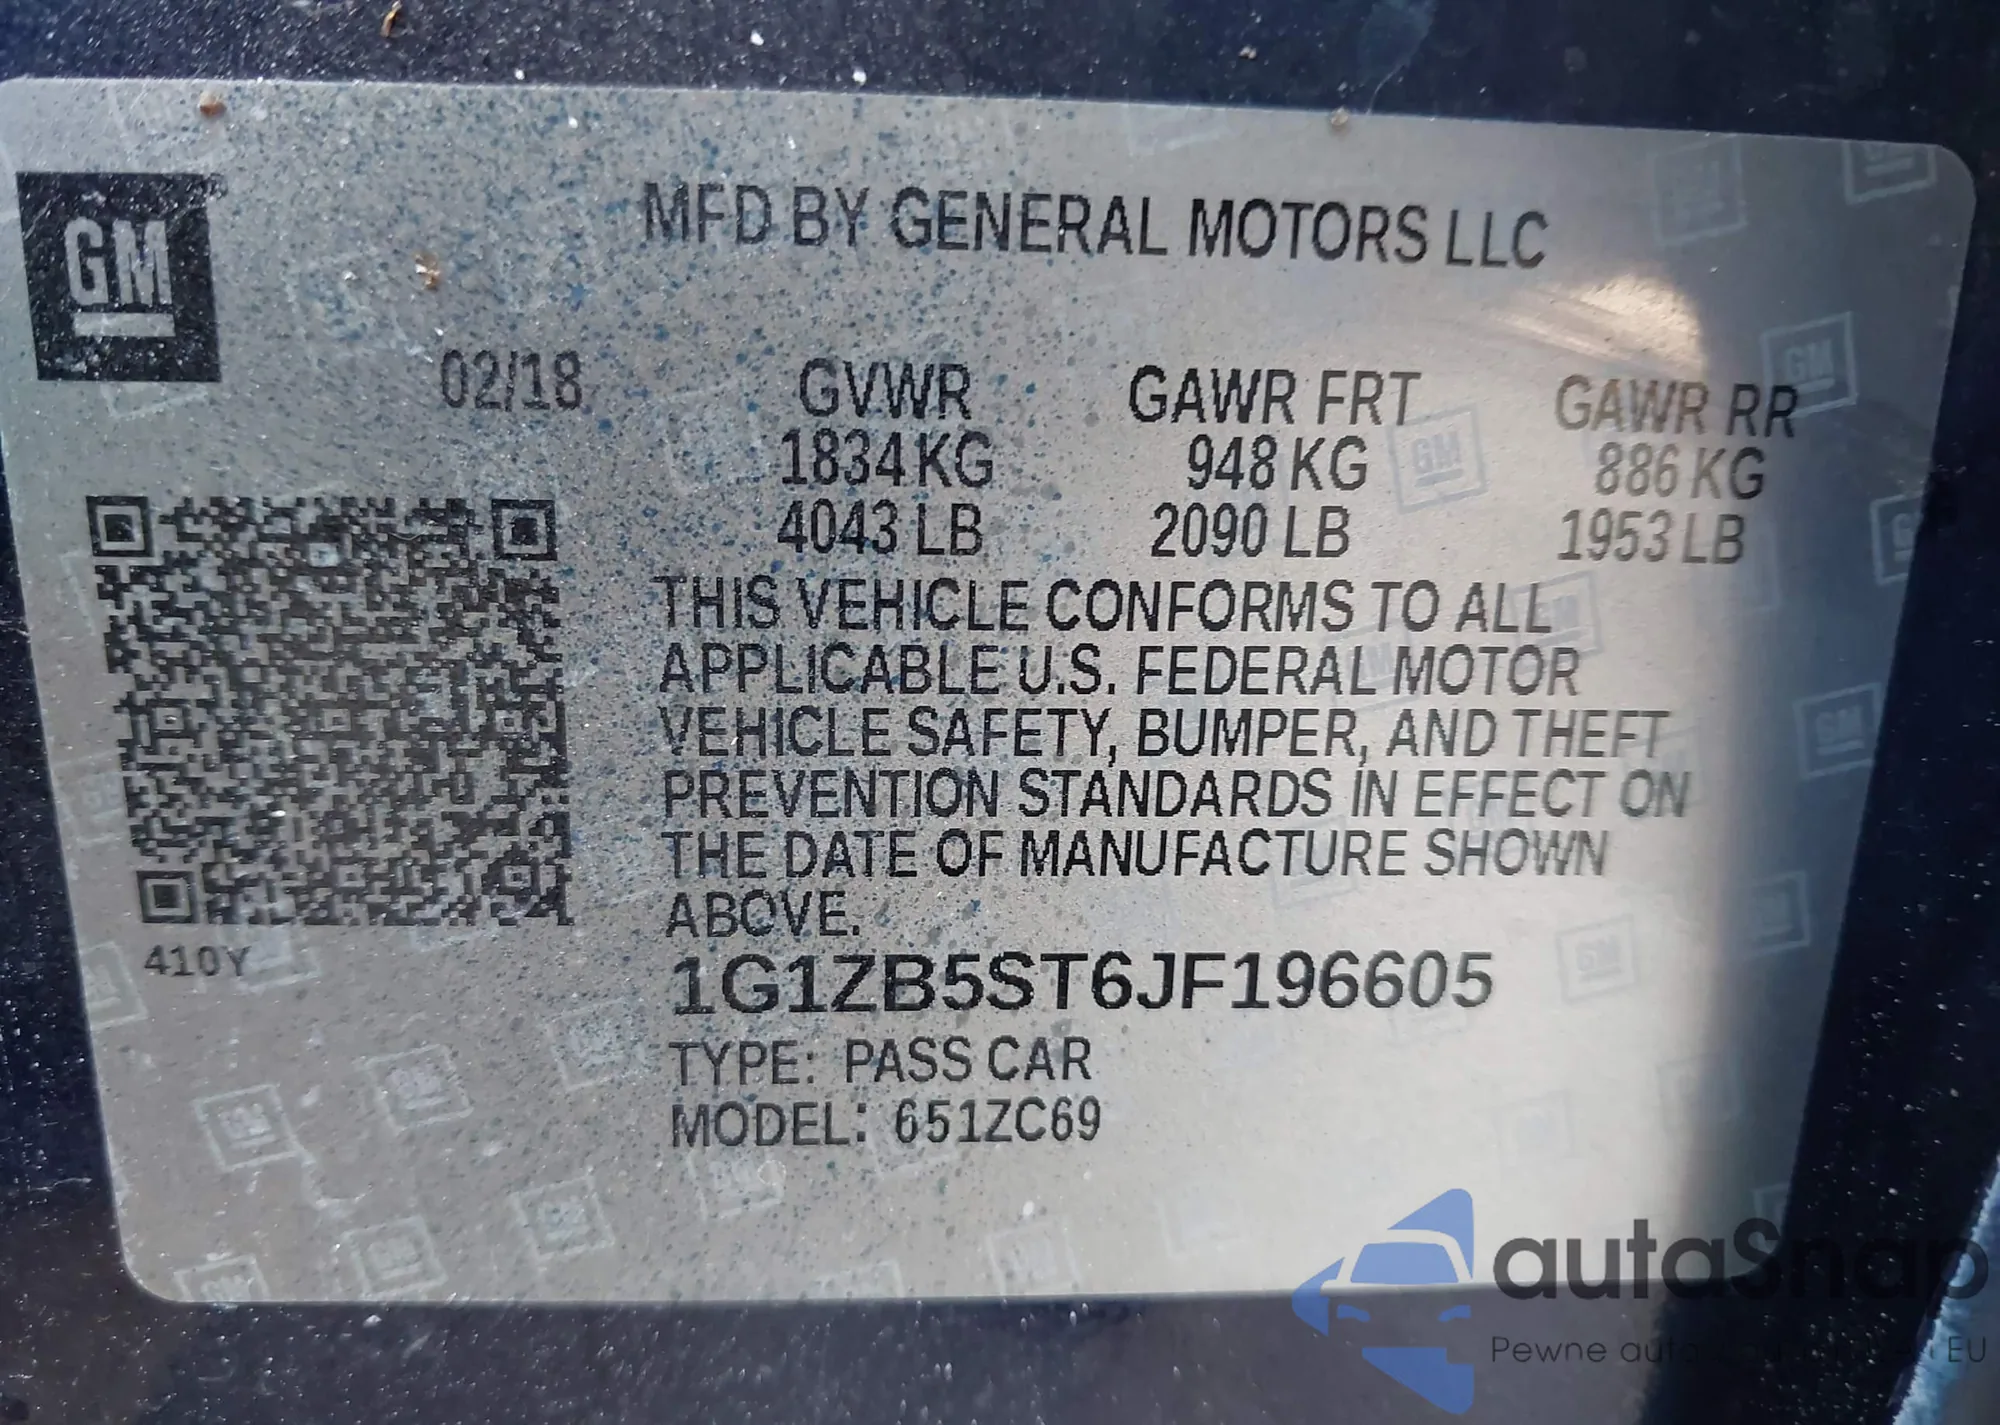 GM
MFD BY GENERAL MOTORS LLC
02/18 GVWR GAWR FRT GAWR RR
1834 KG 948 KG 886 KG
4043 LB 2090 LB 1953 LB
THIS VEHICLE CONFORMS TO ALL
APPLICABLE U.S. FEDERAL MOTOR
VEHICLE SAFETY, BUMPER, AND THEFT
PREVENTION STANDARDS IN EFFECT ON
THE DATE OF MANUFACTURE SHOWN
ABOVE.
410Y
1G1ZB5ST6JF196605
TYPE: PASS CAR
MODEL: 651ZC69
autaSnap
Pewne auto EU